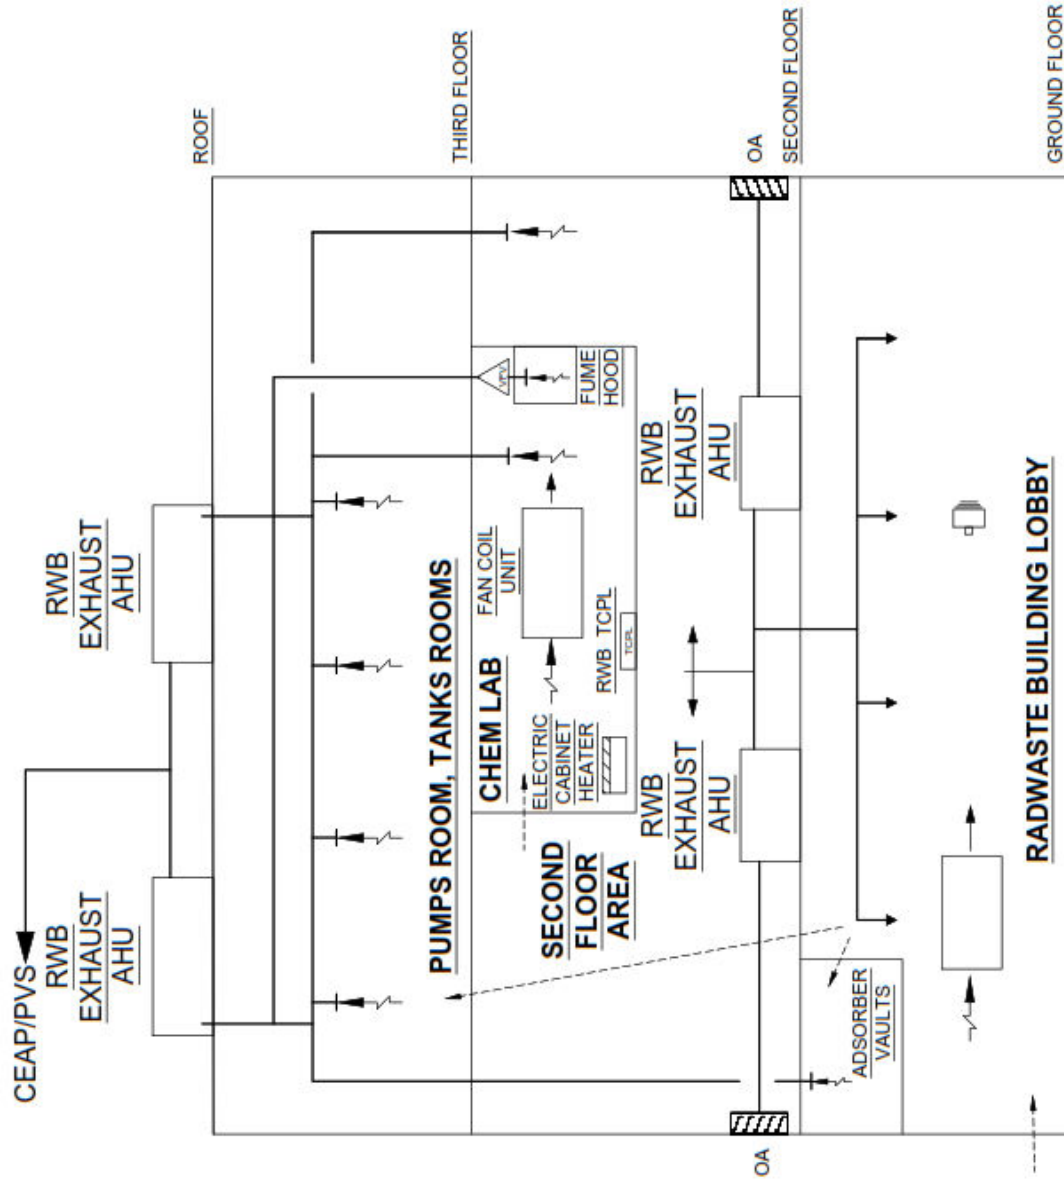 ROOF
RWB
EXHAUST
AHU
CEAP/PVS
RWB
EXHAUST
AHU
THIRD FLOOR
PUMPS ROOM, TANKS ROOMS
VFV
FUME
HOOD
FAN COIL
UNIT
CHEM LAB
RWB TCPL
TCPL
ELECTRIC
CABINET
HEATER
SECOND
FLOOR
AREA
OA
SECOND FLOOR
RWB
EXHAUST
AHU
RWB
EXHAUST
AHU
OA
ADSORBER
VAULTS
RADWASTE BUILDING LOBBY
GROUND FLOOR